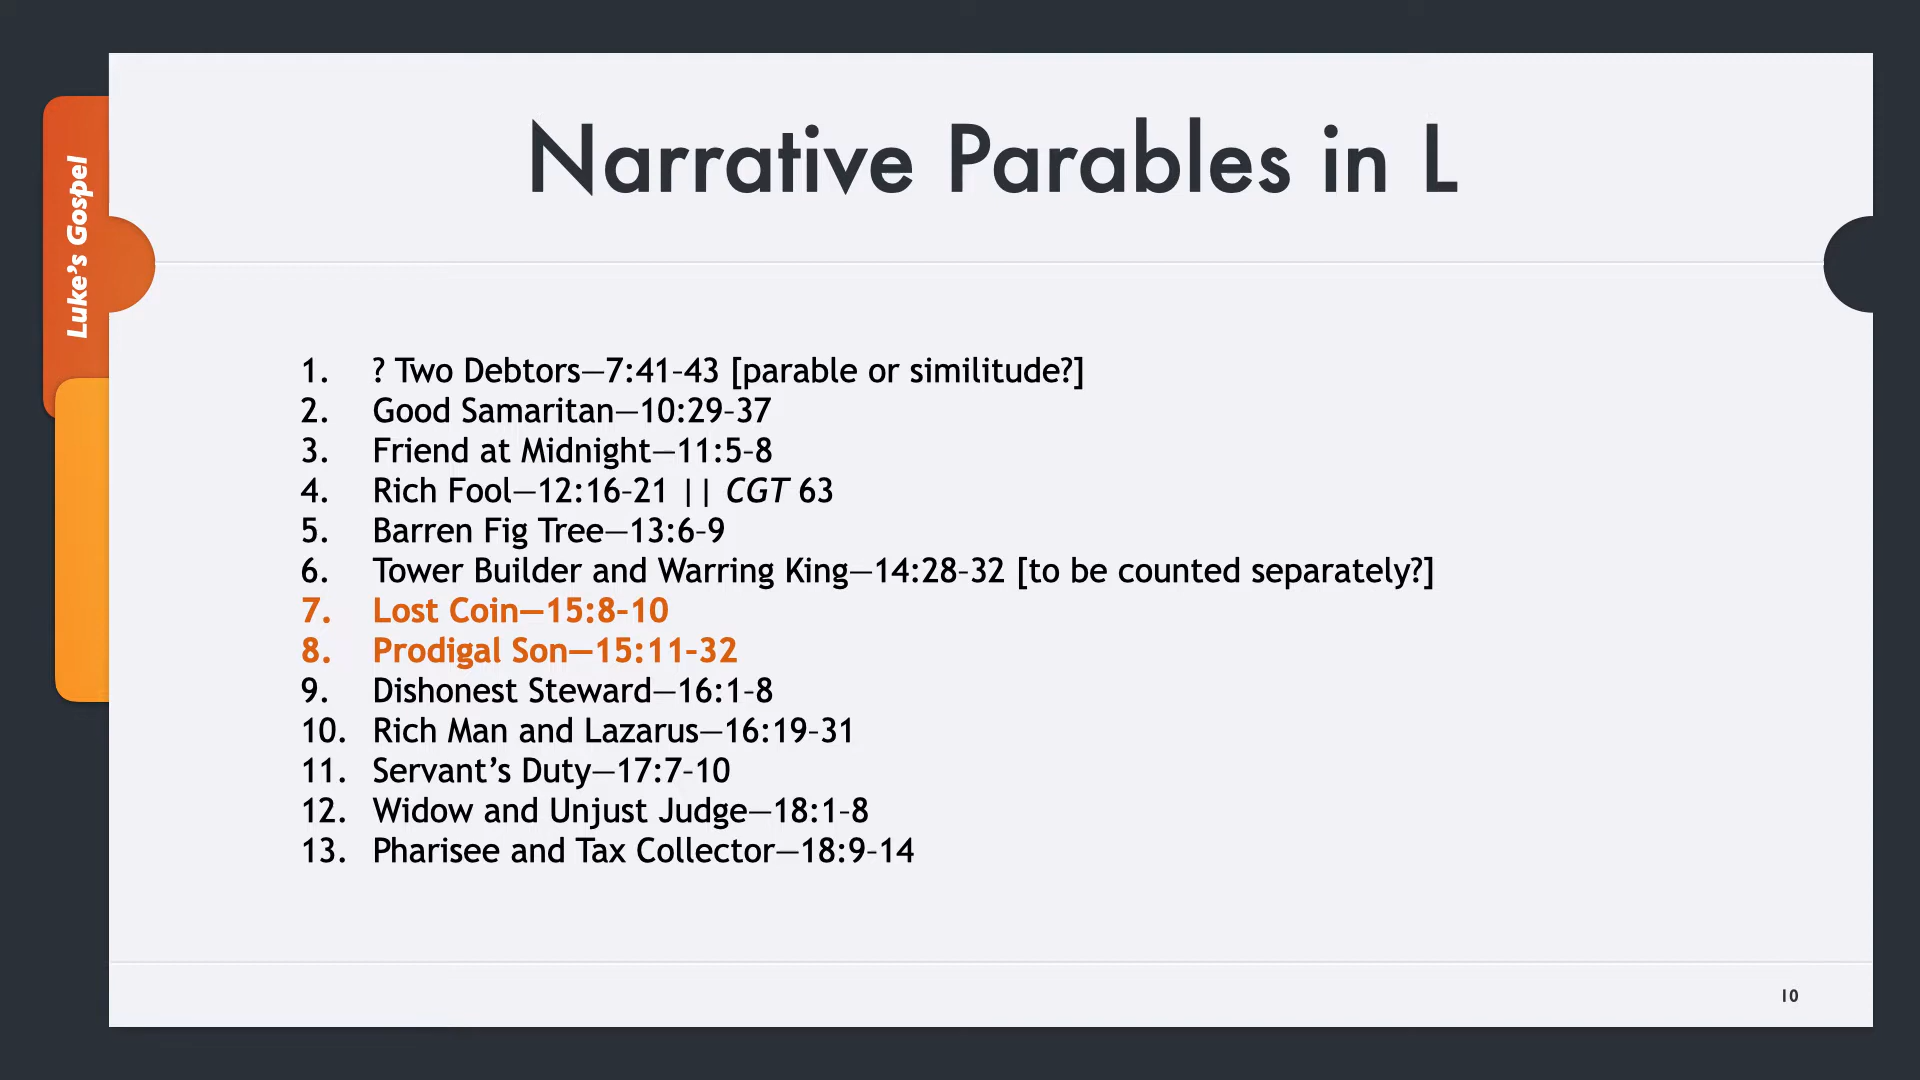 Luke’s Gospel
Narrative Parables in L
1. ? Two Debtors—7:41–43 [parable or similitude?]
2. Good Samaritan—10:29–37
3. Friend at Midnight—11:5–8
4. Rich Fool—12:16–21 || CGT 63
5. Barren Fig Tree—13:6–9
6. Tower Builder and Warring King—14:28–32 [to be counted separately?]
7. Lost Coin—15:8–10
8. Prodigal Son—15:11–32
9. Dishonest Steward—16:1–8
10. Rich Man and Lazarus—16:19–31
11. Servant’s Duty—17:7–10
12. Widow and Unjust Judge—18:1–8
13. Pharisee and Tax Collector—18:9–14
10